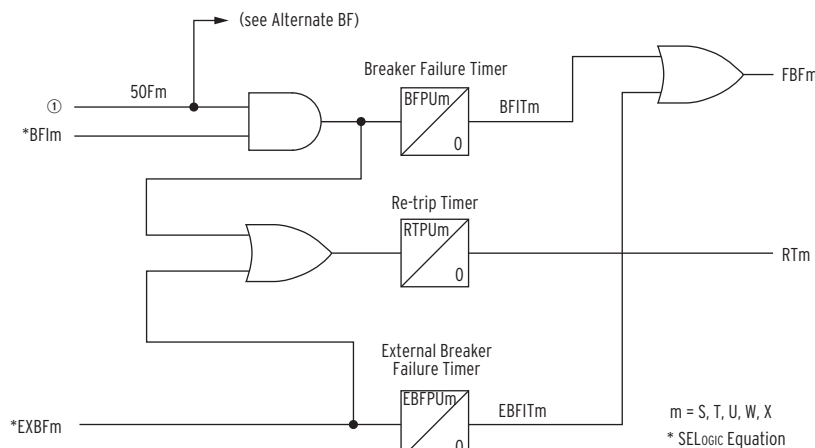 (see Alternate BF)
Breaker Failure Timer
① 50Fm
BFPUm
0
BFITm
FBFm
*BFIm
Re-trip Timer
RTPUm
0
RTm
External Breaker
Failure Timer
*EXBFm
EBFPUm
0
EBFITm
m = S, T, U, W, X
* SELOGIC Equation